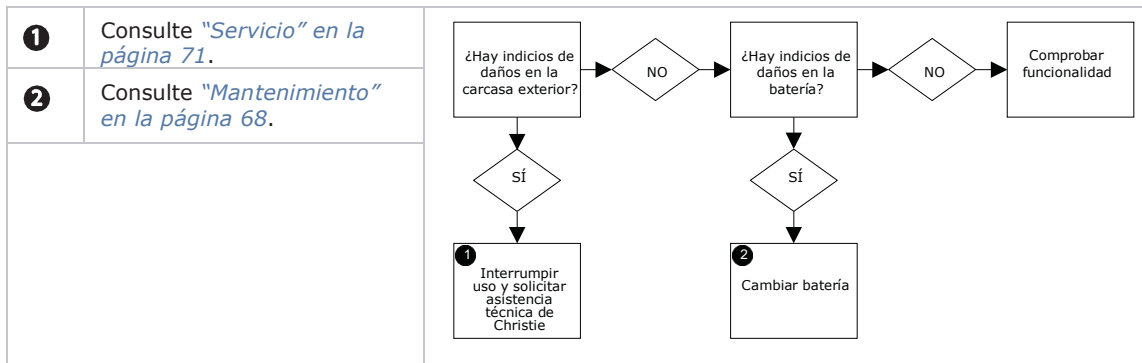 1
Consulte “Servicio” en la
página 71.
2
Consulte “Mantenimiento”
en la página 68.
¿Hay indicios de
daños en la
carcasa exterior?
NO
¿Hay indicios de
daños en la
batería?
NO
Comprobar
funcionalidad
SÍ
SÍ
1
Interrumpir
uso y solicitar
asistencia
técnica de
Christie
2
Cambiar batería